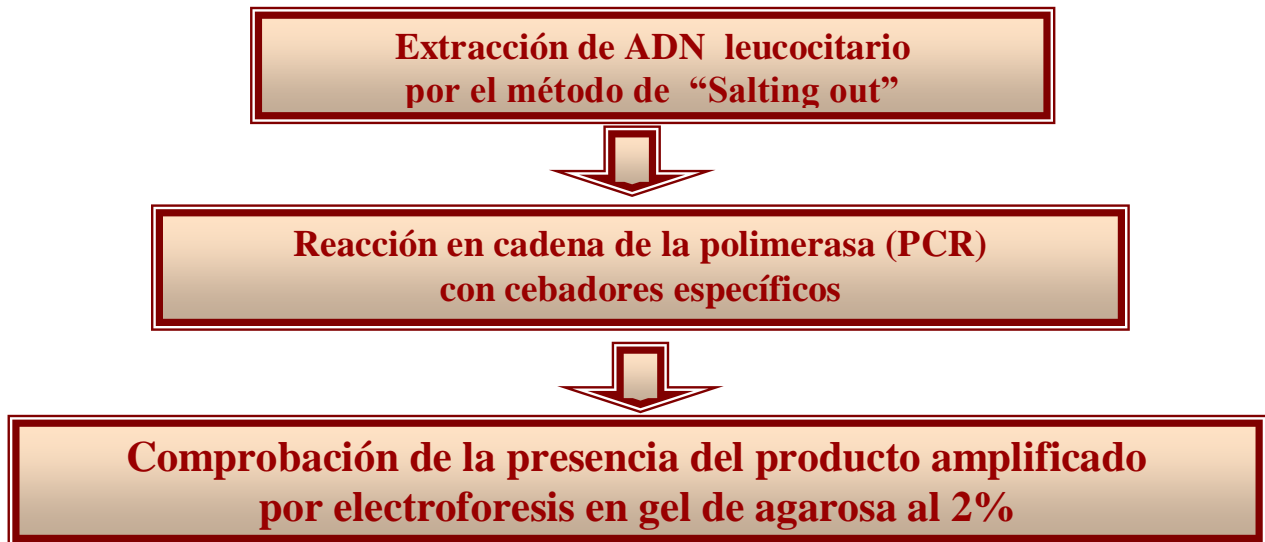 Extracción de ADN leucocitario
por el método de “Salting out”
Reacción en cadena de la polimerasa (PCR)
con cebadores específicos
Comprobación de la presencia del producto amplificado
por electroforesis en gel de agarosa al 2%